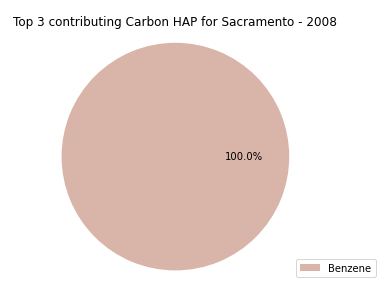 Top 3 contributing Carbon HAP for Sacramento - 2008
100.0%
Benzene